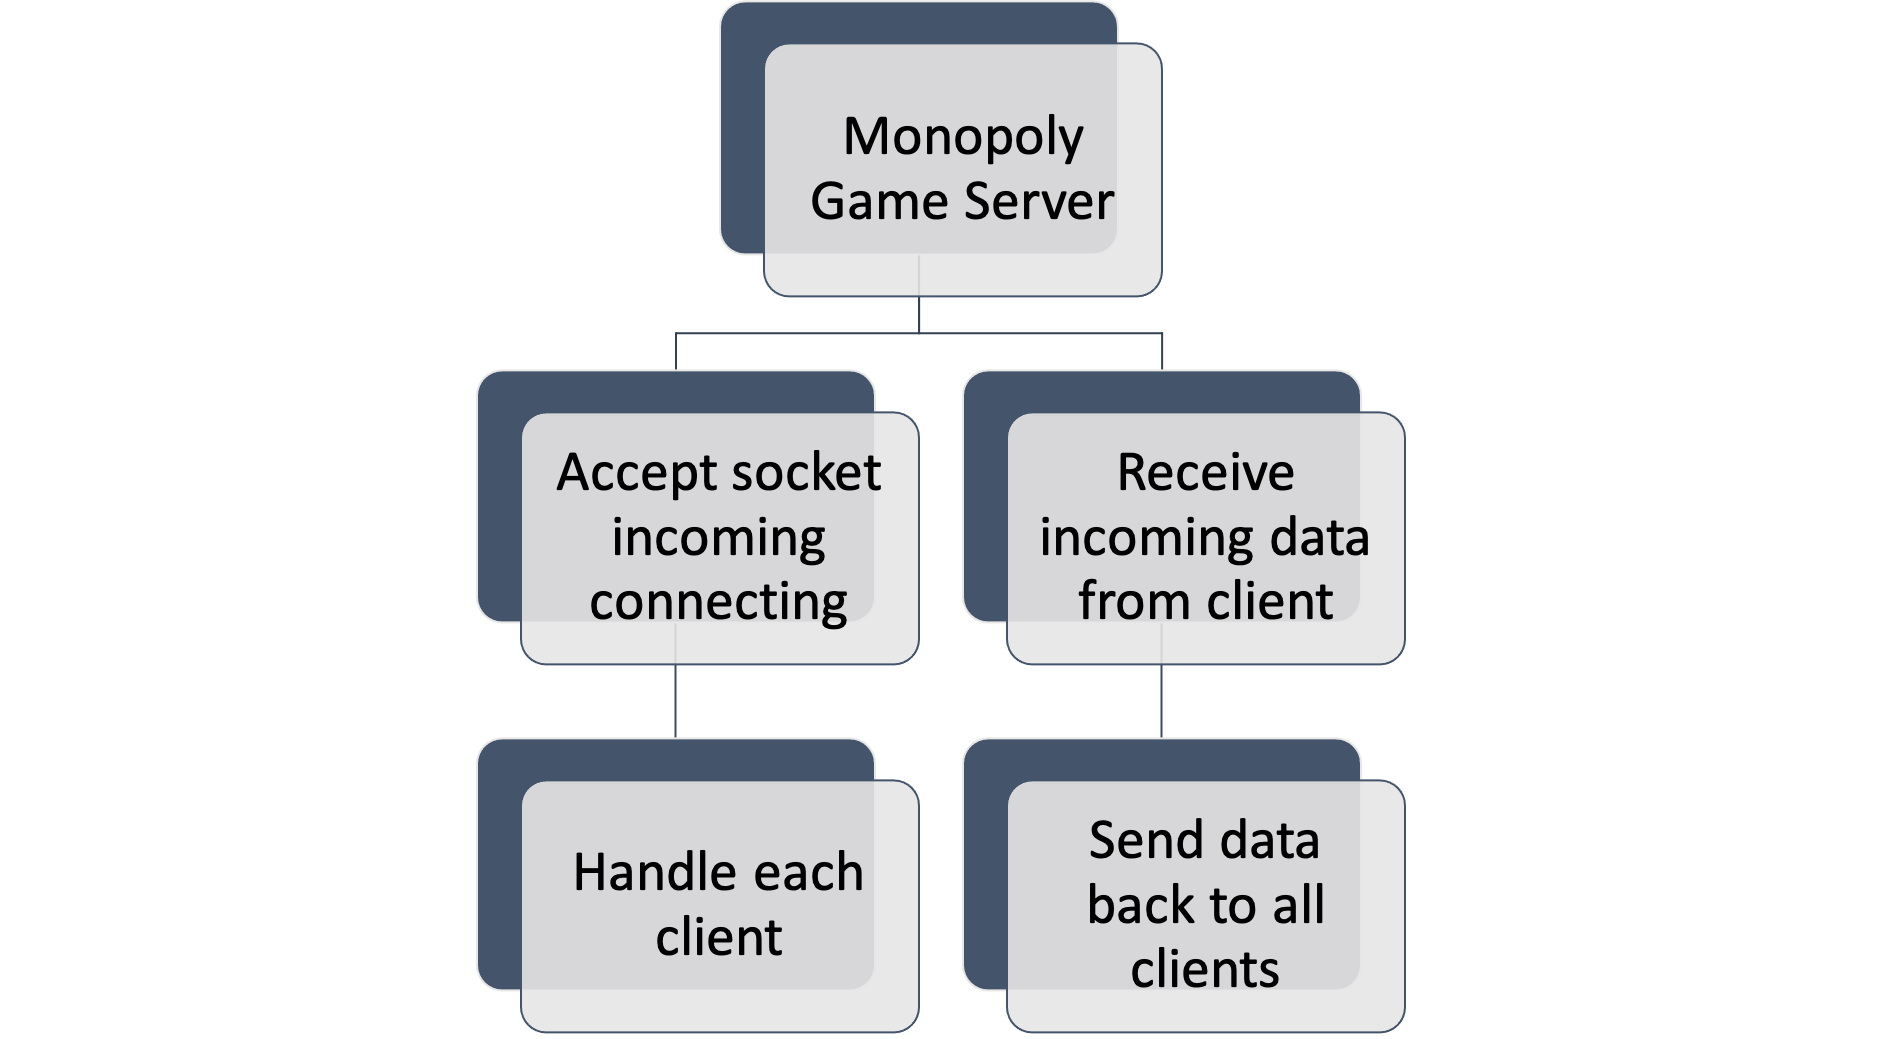 Monopoly
Game Server
Accept socket
incoming
connecting
Receive
incoming data
from client
Handle each
client
Send data
back to all
clients